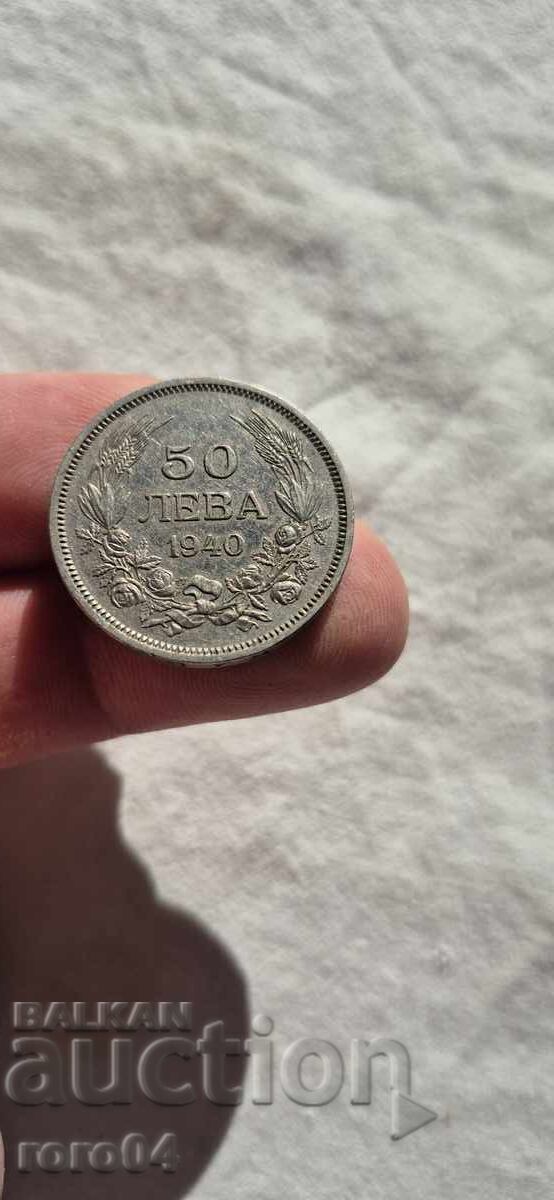 50
ЛЕВА
1940
BALKAN
auction
roro04